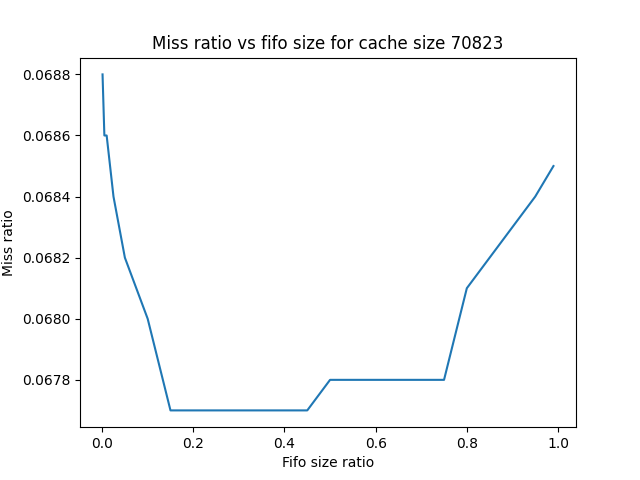 Miss ratio vs fifo size for cache size 70823
0.0688
0.0686
0.0684
0.0682
0.0680
0.0678
Miss ratio
0.0 0.2 0.4 0.6 0.8 1.0
Fifo size ratio